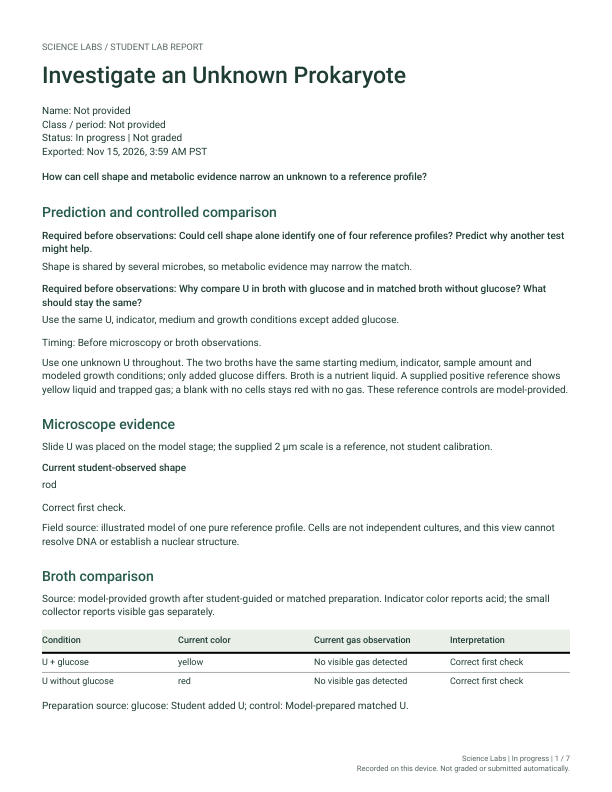 SCIENCE LABS / STUDENT LAB REPORT
Investigate an Unknown Prokaryote
Name: Not provided
Class / period: Not provided
Status: In progress | Not graded
Exported: Nov 15, 2026, 3:59 AM PST
How can cell shape and metabolic evidence narrow an unknown to a reference profile?
Prediction and controlled comparison
Required before observations: Could cell shape alone identify one of four reference profiles? Predict why another test
might help.
Shape is shared by several microbes, so metabolic evidence may narrow the match.
Required before observations: Why compare U in broth with glucose and in matched broth without glucose? What
should stay the same?
Use the same U, indicator, medium and growth conditions except added glucose.
Timing: Before microscopy or broth observations.
Use one unknown U throughout. The two broths have the same starting medium, indicator, sample amount and
modeled growth conditions; only added glucose differs. Broth is a nutrient liquid. A supplied positive reference shows
yellow liquid and trapped gas; a blank with no cells stays red with no gas. These reference controls are model-provided.
Microscope evidence
Slide U was placed on the model stage; the supplied 2 µm scale is a reference, not student calibration.
Current student-observed shape
rod
Correct first check.
Field source: illustrated model of one pure reference profile. Cells are not independent cultures, and this view cannot
resolve DNA or establish a nuclear structure.
Broth comparison
Source: model-provided growth after student-guided or matched preparation. Indicator color reports acid; the small
collector reports visible gas separately.
Condition Current color Current gas observation Interpretation
U + glucose yellow No visible gas detected Correct first check
U without glucose red No visible gas detected Correct first check
Preparation source: glucose: Student added U; control: Model-prepared matched U.
Science Labs | In progress | 1 / 7
Recorded on this device. Not graded or submitted automatically.